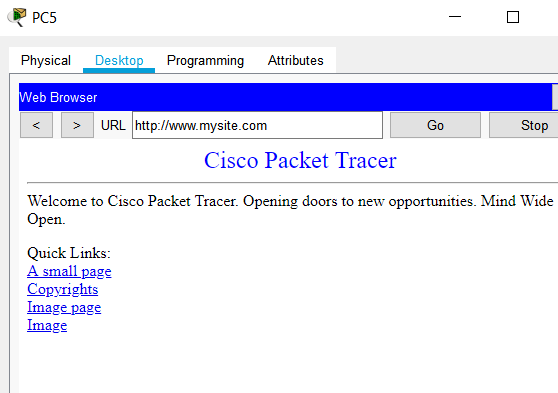 PC5
Physical Desktop Programming Attributes
Web Browser
< > URL http://www.mysite.com Go Stop
Cisco Packet Tracer
Welcome to Cisco Packet Tracer. Opening doors to new opportunities. Mind Wide
Open.
Quick Links:
A small page
Copyrights
Image page
Image